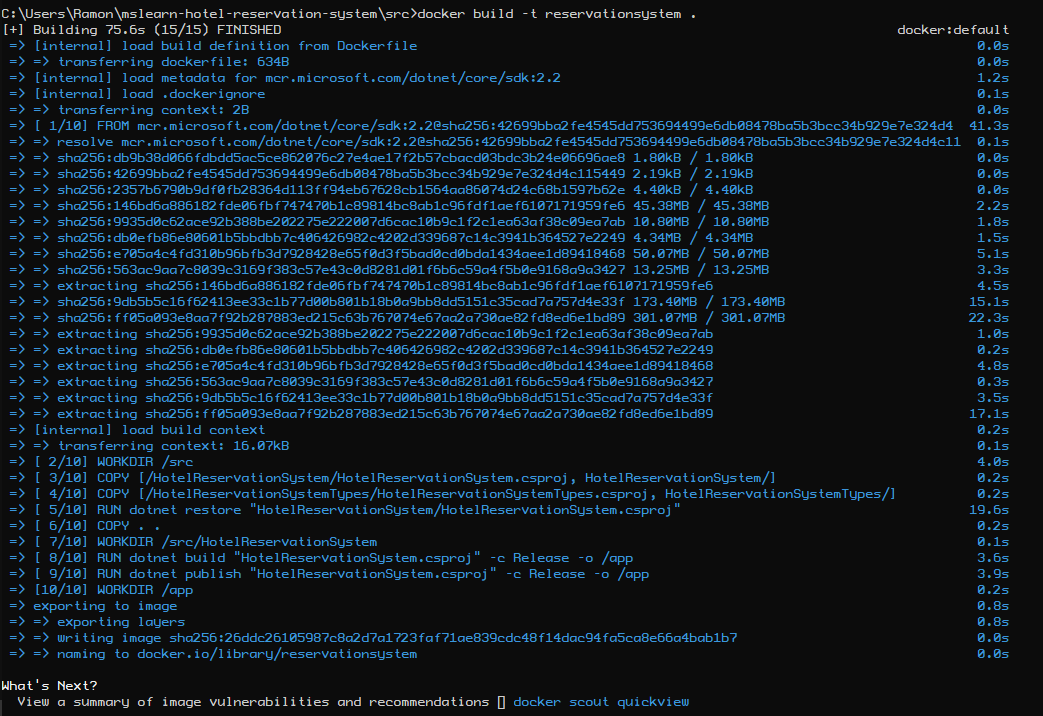 C:\Users\Ramon\mslearn-hotel-reservation-system\src>docker build -t reservationsystem .
[+] Building 75.6s (15/15) FINISHED docker:default
=> [internal] load build definition from Dockerfile 0.0s
=> => transferring dockerfile: 634B 0.0s
=> [internal] load metadata for mcr.microsoft.com/dotnet/core/sdk:2.2 1.2s
=> [internal] load .dockerignore 0.1s
=> => transferring context: 2B 0.0s
=> [ 1/10] FROM mcr.microsoft.com/dotnet/core/sdk:2.2@sha256:42699bba2fe4545dd753694499e6db08478ba5b3bcc34b929e7e324d4 41.3s
=> => resolve mcr.microsoft.com/dotnet/core/sdk:2.2@sha256:42699bba2fe4545dd753694499e6db08478ba5b3bcc34b929e7e324d4c11 0.1s
=> => sha256:db9b38d066fdbdd5ac5ce862076c27e4ae17f2b57cbacd03bdc3b24e06696ae8 1.80kB / 1.80kB 0.0s
=> => sha256:42699bba2fe4545dd753694499e6db08478ba5b3bcc34b929e7e324d4c115449 2.19kB / 2.19kB 0.0s
=> => sha256:2357b6790b9df0fb28364d113ff94eb67628cb1564aa86074d24c68b1597b62e 4.40kB / 4.40kB 0.0s
=> => sha256:146bd6a886182fde06fbf747470b1c89814bc8ab1c96fdf1aef6107171959fe6 45.38MB / 45.38MB 2.2s
=> => sha256:9935d0c62ace92b388be202275e222007d6cac10b9c1f2c1ea63af38c09ea7ab 10.80MB / 10.80MB 1.8s
=> => sha256:db0efb86e80601b5bbdbb7c406426982c4202d339687c14c3941b364527e2249 4.34MB / 4.34MB 1.5s
=> => sha256:e705a4c4fd310b96bfb3d7928428e65f0d3f5bad0cd0bda1434aee1d89418468 50.07MB / 50.07MB 5.1s
=> => sha256:563ac9aa7c8039c3169f383c57e43c0d8281d01f6b6c59a4f5b0e9168a9a3427 13.25MB / 13.25MB 3.3s
=> => extracting sha256:146bd6a886182fde06fbf747470b1c89814bc8ab1c96fdf1aef6107171959fe6 4.5s
=> => sha256:9db5b5c16f62413ee33c1b77d00b801b18b0a9bb8dd5151c35cad7a757d4e33f 173.40MB / 173.40MB 15.1s
=> => sha256:ff05a093e8aa7f92b287883ed215c63b767074e67aa2a730ae82fd8ed6e1bd89 301.07MB / 301.07MB 22.3s
=> => extracting sha256:9935d0c62ace92b388be202275e222007d6cac10b9c1f2c1ea63af38c09ea7ab 1.0s
=> => extracting sha256:db0efb86e80601b5bbdbb7c406426982c4202d339687c14c3941b364527e2249 0.2s
=> => extracting sha256:e705a4c4fd310b96bfb3d7928428e65f0d3f5bad0cd0bda1434aee1d89418468 4.8s
=> => extracting sha256:563ac9aa7c8039c3169f383c57e43c0d8281d01f6b6c59a4f5b0e9168a9a3427 0.3s
=> => extracting sha256:9db5b5c16f62413ee33c1b77d00b801b18b0a9bb8dd5151c35cad7a757d4e33f 3.5s
=> => extracting sha256:ff05a093e8aa7f92b287883ed215c63b767074e67aa2a730ae82fd8ed6e1bd89 17.1s
=> [internal] load build context 0.2s
=> => transferring context: 16.07kB 0.1s
=> [ 2/10] WORKDIR /src 4.0s
=> [ 3/10] COPY [/HotelReservationSystem/HotelReservationSystem.csproj, HotelReservationSystem/] 0.2s
=> [ 4/10] COPY [/HotelReservationSystemTypes/HotelReservationSystemTypes.csproj, HotelReservationSystemTypes/] 0.2s
=> [ 5/10] RUN dotnet restore "HotelReservationSystem/HotelReservationSystem.csproj" 19.6s
=> [ 6/10] COPY . . 0.2s
=> [ 7/10] WORKDIR /src/HotelReservationSystem 0.1s
=> [ 8/10] RUN dotnet build "HotelReservationSystem.csproj" -c Release -o /app 3.6s
=> [ 9/10] RUN dotnet publish "HotelReservationSystem.csproj" -c Release -o /app 3.9s
=> [10/10] WORKDIR /app 0.2s
=> exporting to image 0.8s
=> => exporting layers 0.8s
=> => writing image sha256:26ddc26105987c8a2d7a1723faf71ae839cdc48f14dac94fa5ca8e66a4bab1b7 0.0s
=> => naming to docker.io/library/reservationsystem 0.0s
What's Next?
View a summary of image vulnerabilities and recommendations □ docker scout quickview